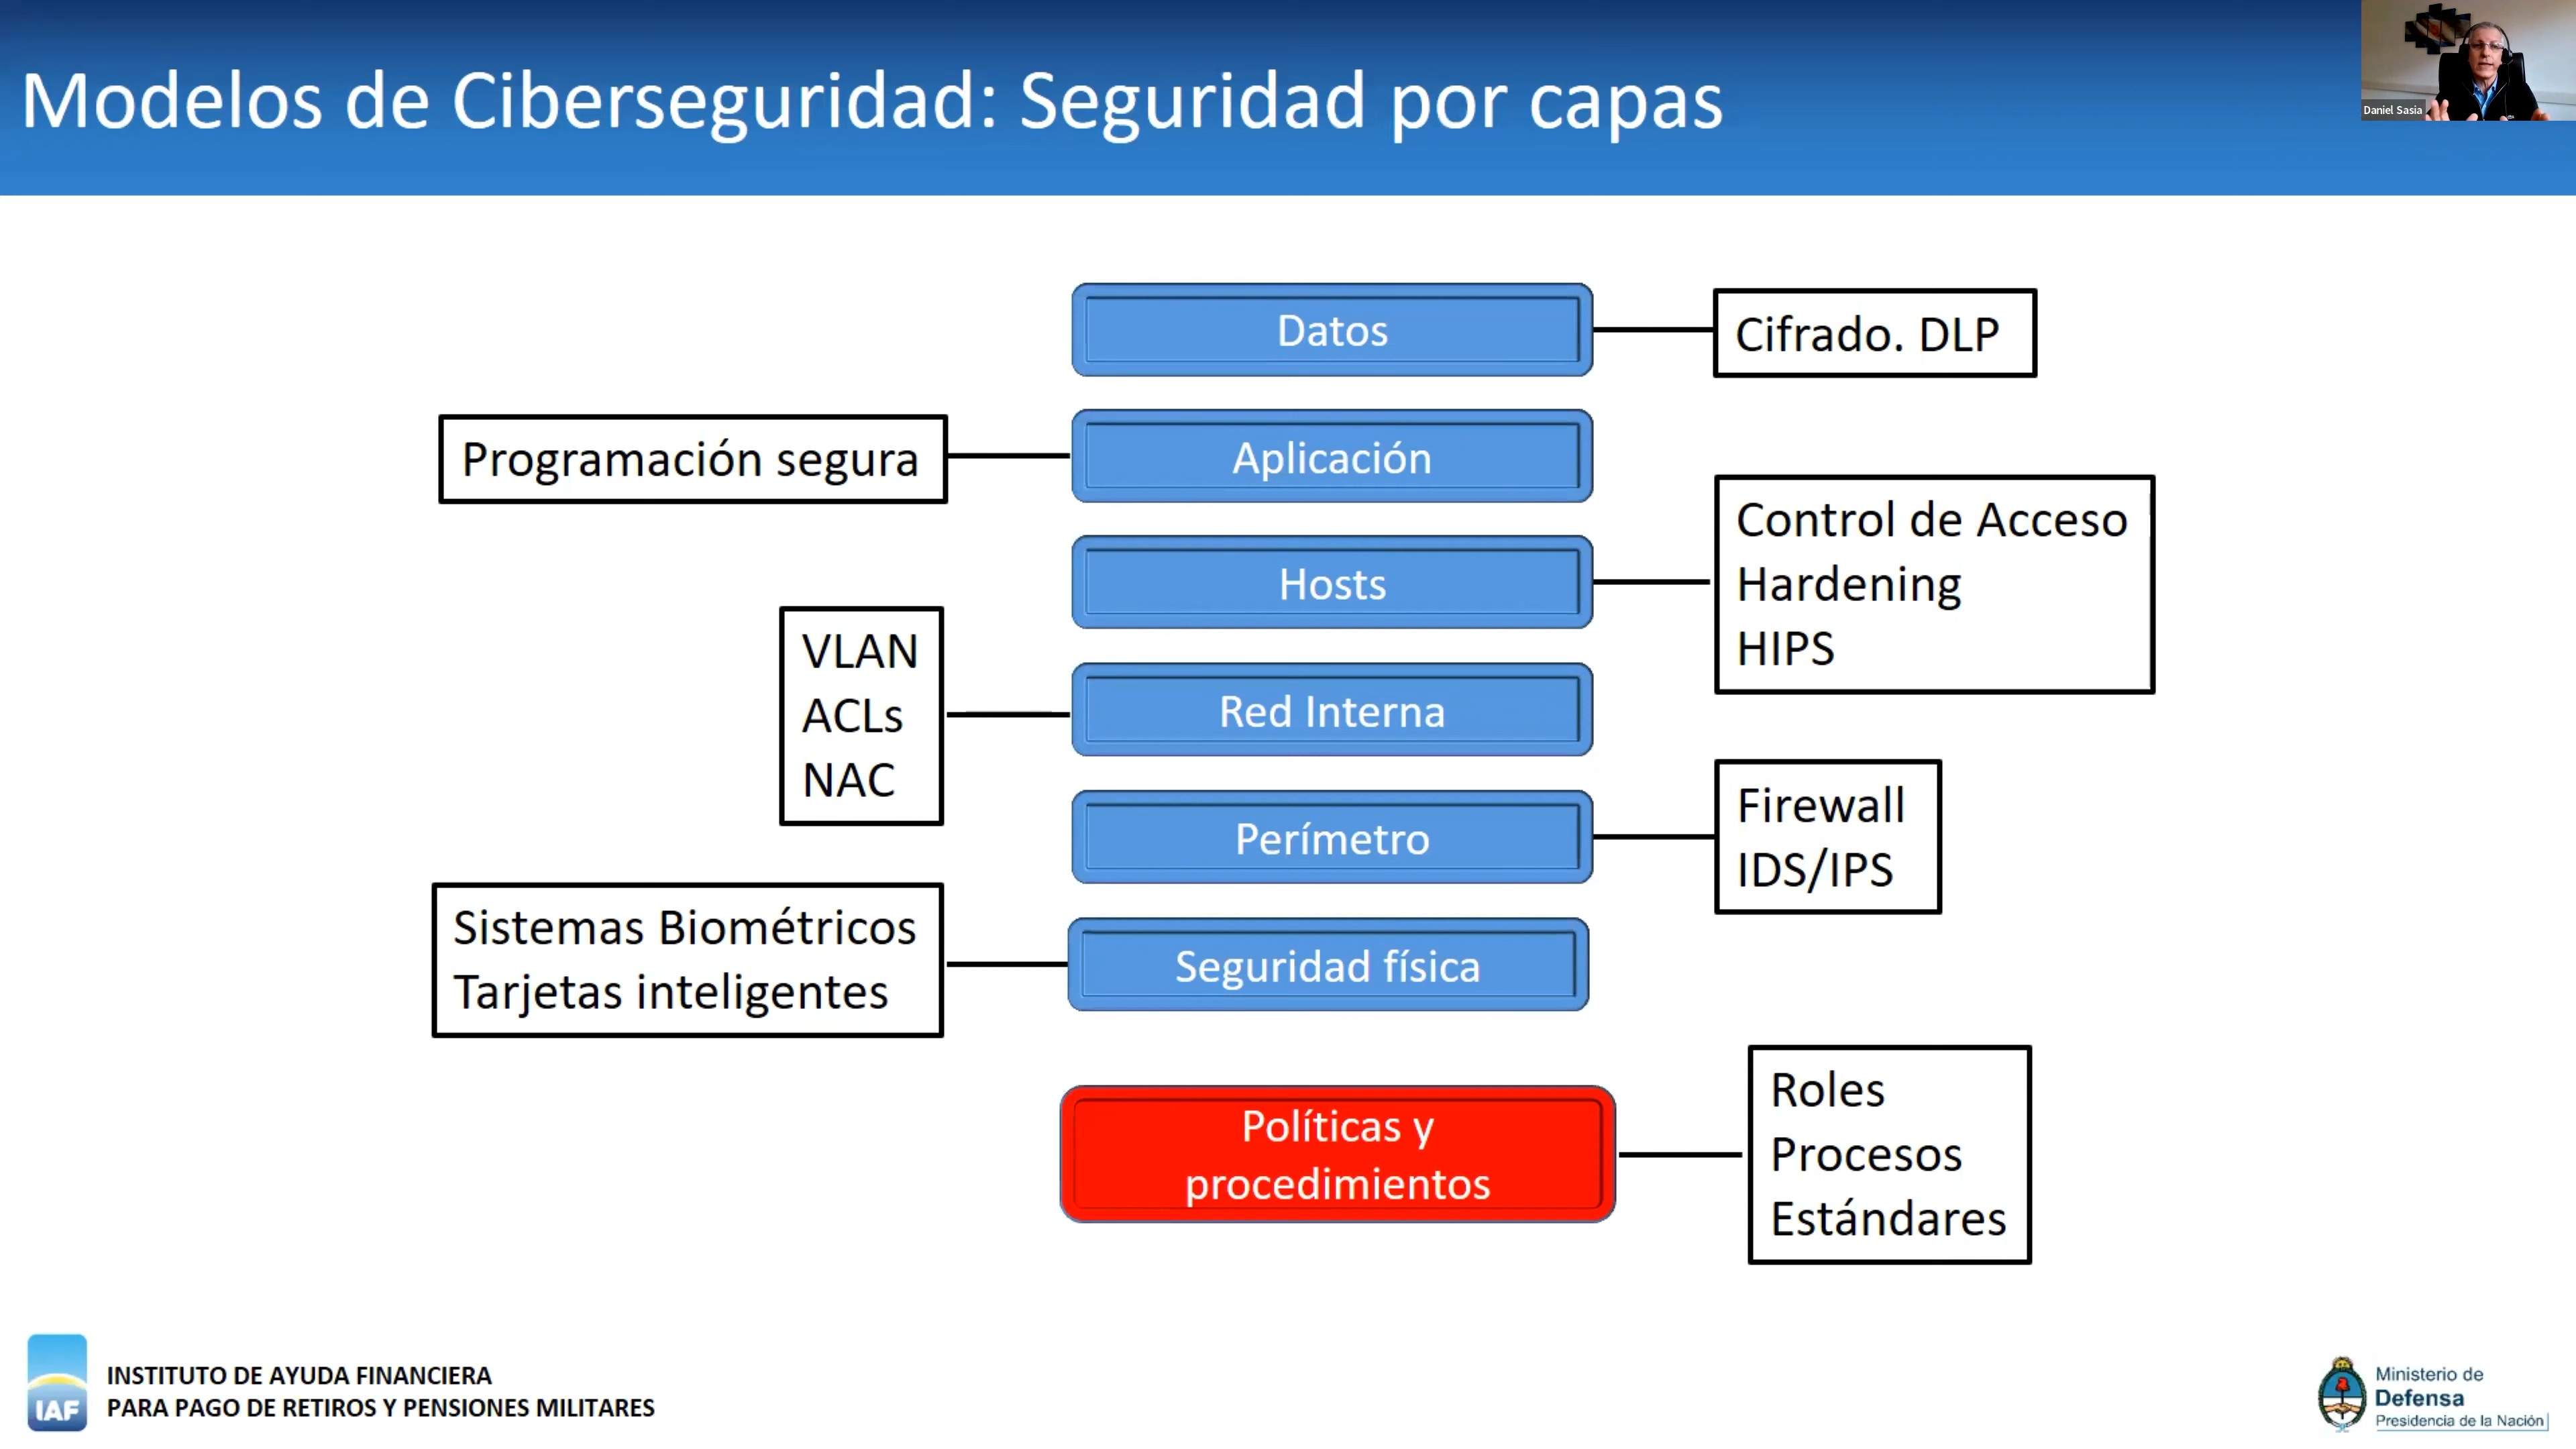 Modelos de Ciberseguridad: Seguridad por capas
Daniel Sasia
Datos
Cifrado. DLP
Programación segura
Aplicación
Hosts
Control de Acceso
Hardening
HIPS
VLAN
ACLs
NAC
Red Interna
Perímetro
Firewall
IDS/IPS
Sistemas Biométricos
Tarjetas inteligentes
Seguridad física
Políticas y
procedimientos
Roles
Procesos
Estándares
IAF
INSTITUTO DE AYUDA FINANCIERA
PARA PAGO DE RETIROS Y PENSIONES MILITARES
Ministerio de
Defensa
Presidencia de la Nación